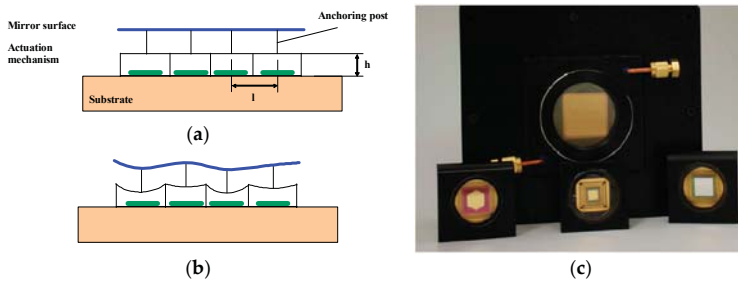 Mirror surface
Anchoring post
Actuation
mechanism
h
l
Substrate
(a)
(b)
(c)